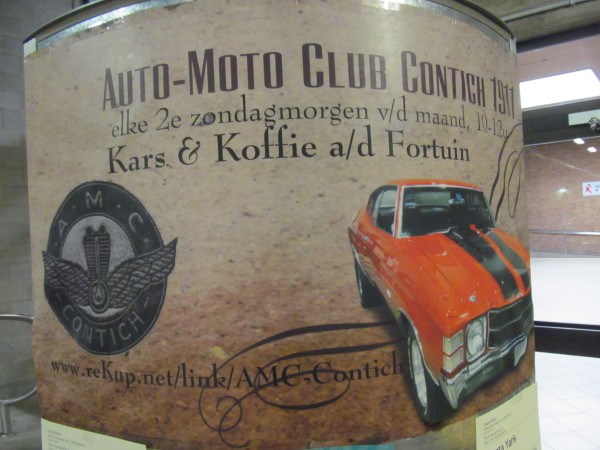 AUTO-MOTO CLUB CONTICH 1911
elke 2e zondagmorgen v/d maand, 10-12u
Kars & Koffie a/d Fortuin
A·M·C
CONTICH
www.reKup.net/link/AMC-Contich
Yaris